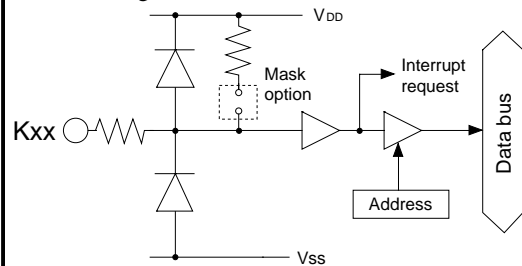 VDD
Mask
option
Interrupt
request
Kxx
Data bus
Address
Vss